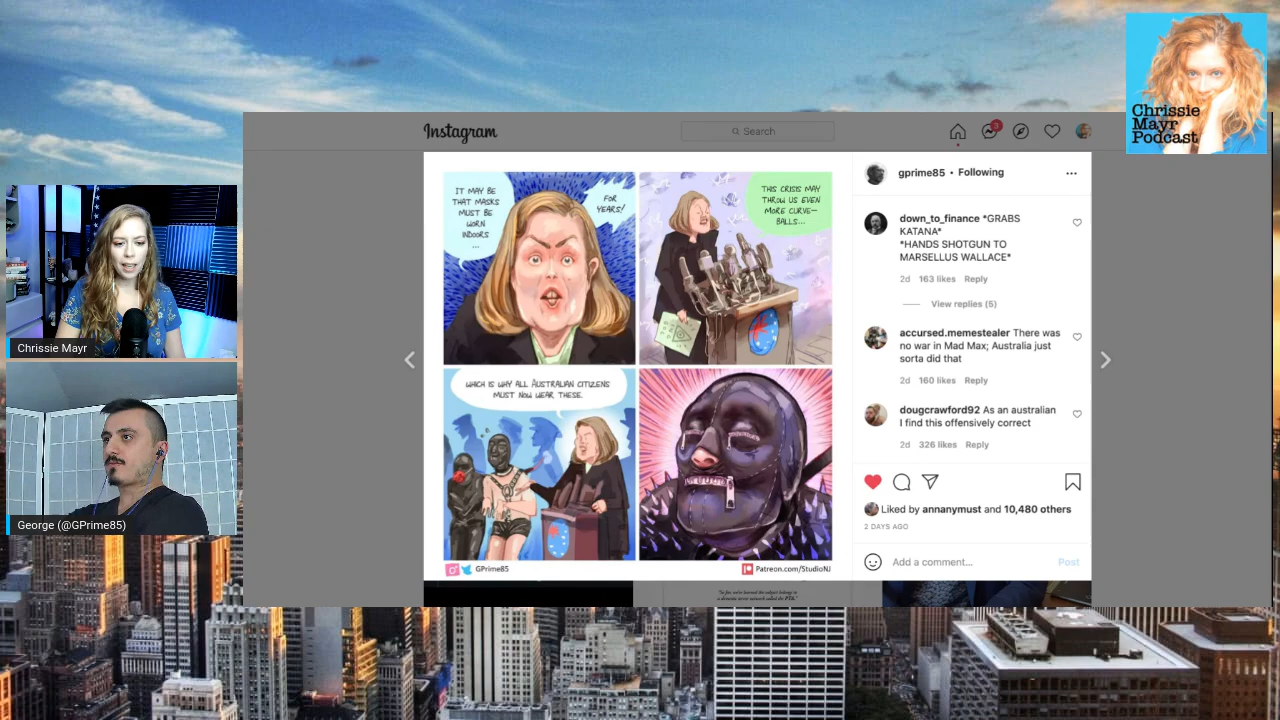 Chrissie
Mayr
Podcast
Instagram
Search
3
IT MAY BE
THAT MASKS
MUST BE
WORN
INDOORS
...
FOR
YEARS!
THIS CRISIS MAY
THROW US EVEN
MORE CURVE-
BALLS...
WHICH IS WHY ALL AUSTRALIAN CITIZENS
MUST NOW WEAR THESE.
GPrime85
Patreon.com/StudioNJ
gprime85 • Following
down_to_finance *GRABS
KATANA*
*HANDS SHOTGUN TO
MARSELLUS WALLACE*
2d 163 likes Reply
View replies (5)
accursed.memestealer There was
no war in Mad Max; Australia just
sorta did that
2d 160 likes Reply
dougcrawford92 As an australian
I find this offensively correct
2d 326 likes Reply
Liked by annanymust and 10,480 others
2 DAYS AGO
Add a comment...
Post
Chrissie Mayr
George (@GPrime85)